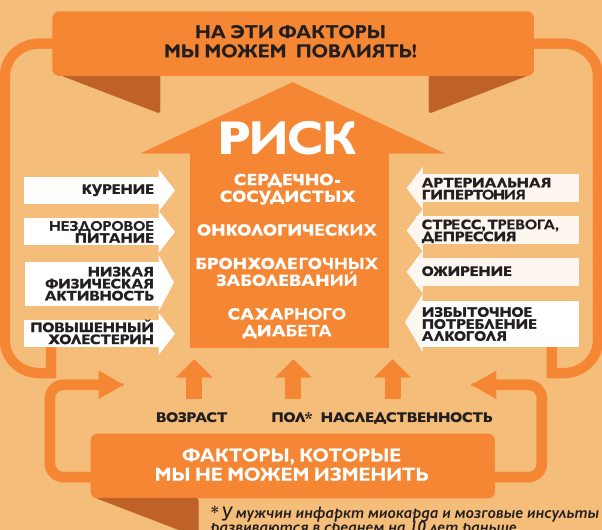 НА ЭТИ ФАКТОРЫ
МЫ МОЖЕМ ПОВЛИЯТЬ!
РИСК
СЕРДЕЧНО-
СОСУДИСТЫХ
ОНКОЛОГИЧЕСКИХ
БРОНХОЛЕГОЧНЫХ
ЗАБОЛЕВАНИЙ
САХАРНОГО
ДИАБЕТА
КУРЕНИЕ
НЕЗДОРОВОЕ
ПИТАНИЕ
НИЗКАЯ
ФИЗИЧЕСКАЯ
АКТИВНОСТЬ
ПОВЫШЕННЫЙ
ХОЛЕСТЕРИН
АРТЕРИАЛЬНАЯ
ГИПЕРТОНИЯ
СТРЕСС, ТРЕВОГА,
ДЕПРЕССИЯ
ОЖИРЕНИЕ
ИЗБЫТОЧНОЕ
ПОТРЕБЛЕНИЕ
АЛКОГОЛЯ
ВОЗРАСТ ПОЛ* НАСЛЕДСТВЕННОСТЬ
ФАКТОРЫ, КОТОРЫЕ
МЫ НЕ МОЖЕМ ИЗМЕНИТЬ
* У мужчин инфаркт миокарда и мозговые инсульты
развиваются в среднем на 10 лет раньше